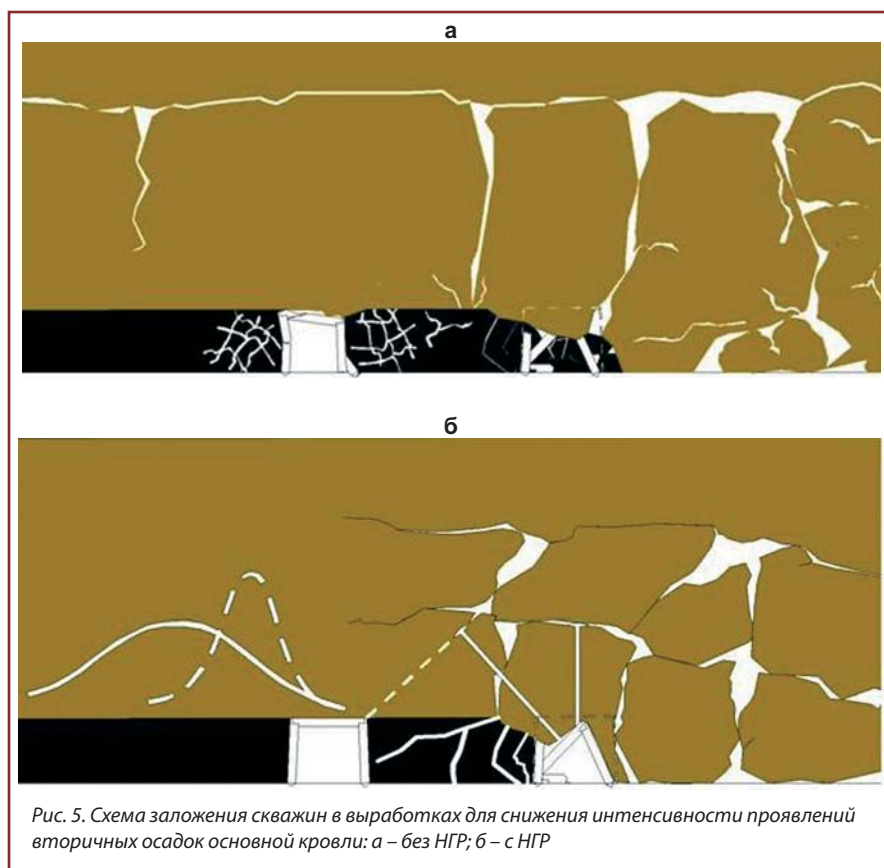 а
б
Рис. 5. Схема заложения скважин в выработках для снижения интенсивности проявлений
вторичных осадок основной кровли: а – без НГР; б – с НГР